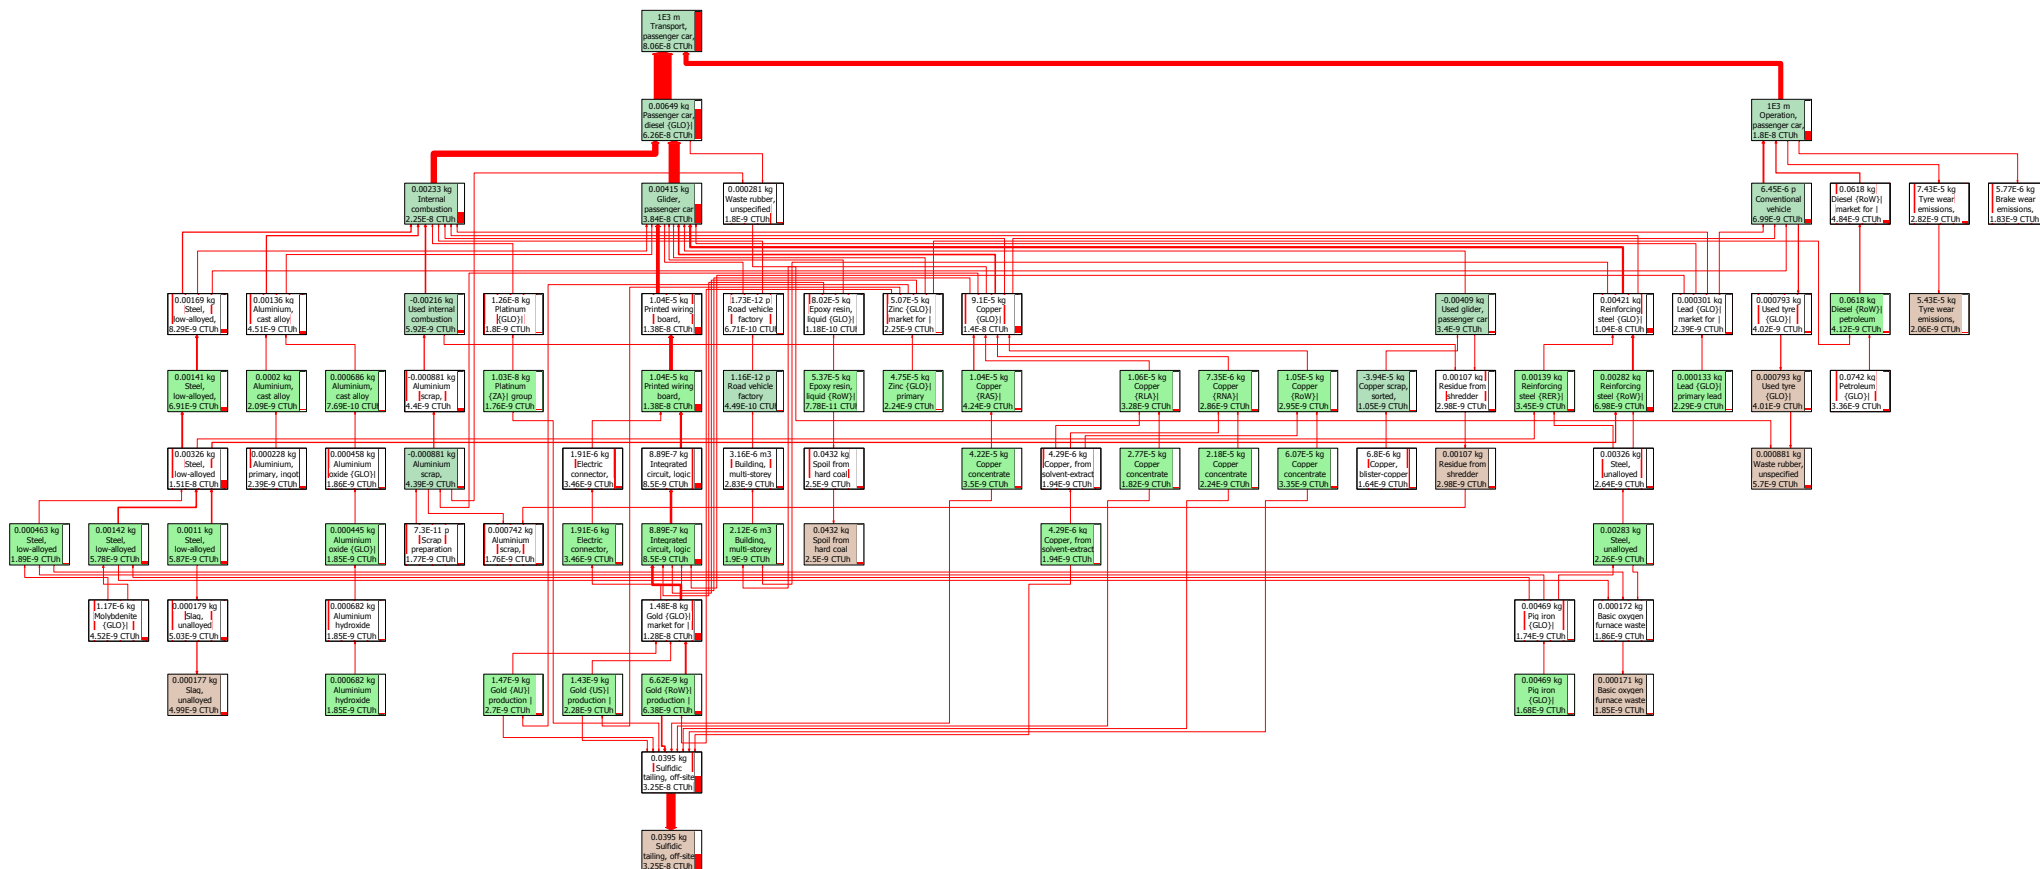 1E3 m
Transport,
passenger car,
8.06E-8 CTUh
0.00649 kg
Passenger car,
diesel {GLO}|
6.26E-8 CTUh
1E3 m
Operation,
passenger car,
1.8E-8 CTUh
0.00233 kg
Internal
combustion
2.25E-8 CTUh
0.00415 kg
Glider,
passenger car
3.84E-8 CTUh
0.000281 kg
Waste rubber,
unspecified
1.8E-9 CTUh
6.45E-6 p
Conventional
vehicle
6.99E-9 CTUh
0.0618 kg
Diesel {RoW}|
market for |
4.84E-9 CTUh
7.43E-5 kg
Tyre wear
emissions,
2.82E-9 CTUh
5.77E-6 kg
Brake wear
emissions,
1.83E-9 CTUh
0.00169 kg
Steel,
low-alloyed,
8.29E-9 CTUh
0.00136 kg
Aluminium,
cast alloy
4.51E-9 CTUh
-0.00216 kg
Used internal
combustion
5.92E-9 CTUh
1.26E-8 kg
Platinum
{GLO}|
1.8E-9 CTUh
1.04E-5 kg
Printed wiring
board,
1.38E-8 CTUh
1.73E-12 p
Road vehicle
factory
6.71E-10 CTU
8.02E-5 kg
Epoxy resin,
liquid {GLO}|
1.18E-10 CTU
5.07E-5 kg
Zinc {GLO}|
market for |
2.25E-9 CTUh
9.1E-5 kg
Copper
{GLO}|
1.4E-8 CTUh
-0.00409 kg
Used glider,
passenger car
3.4E-9 CTUh
0.00421 kg
Reinforcing
steel {GLO}|
1.04E-8 CTUh
0.000301 kg
Lead {GLO}|
market for |
2.39E-9 CTUh
0.000793 kg
Used tyre
{GLO}|
4.02E-9 CTUh
0.0618 kg
Diesel {RoW}|
petroleum
4.12E-9 CTUh
5.43E-5 kg
Tyre wear
emissions,
2.06E-9 CTUh
0.00141 kg
Steel,
low-alloyed,
6.91E-9 CTUh
0.0002 kg
Aluminium,
cast alloy
2.09E-9 CTUh
0.000686 kg
Aluminium,
cast alloy
7.69E-10 CTU
-0.000881 kg
Aluminium
scrap,
4.4E-9 CTUh
1.03E-8 kg
Platinum
{ZA}| group
1.76E-9 CTUh
1.04E-5 kg
Printed wiring
board,
1.38E-8 CTUh
1.16E-12 p
Road vehicle
factory
4.49E-10 CTU
5.37E-5 kg
Epoxy resin,
liquid {RoW}|
7.78E-11 CTU
4.75E-5 kg
Zinc {GLO}|
primary
2.24E-9 CTUh
1.04E-5 kg
Copper
{RAS}|
4.24E-9 CTUh
1.06E-5 kg
Copper
{RLA}|
3.28E-9 CTUh
7.35E-6 kg
Copper
{RNA}|
2.86E-9 CTUh
1.05E-5 kg
Copper
{RoW}|
2.95E-9 CTUh
-3.94E-5 kg
Copper scrap,
sorted,
1.05E-9 CTUh
0.00107 kg
Residue from
shredder
2.98E-9 CTUh
0.00139 kg
Reinforcing
steel {RER}|
3.45E-9 CTUh
0.00282 kg
Reinforcing
steel {RoW}|
6.98E-9 CTUh
0.000133 kg
Lead {GLO}|
primary lead
2.29E-9 CTUh
0.000793 kg
Used tyre
{GLO}|
4.01E-9 CTUh
0.0742 kg
Petroleum
{GLO}|
3.36E-9 CTUh
0.00326 kg
Steel,
low-alloyed
1.51E-8 CTUh
0.000228 kg
Aluminium,
primary, ingot
2.39E-9 CTUh
0.000458 kg
Aluminium
oxide {GLO}|
1.86E-9 CTUh
-0.000881 kg
Aluminium
scrap,
4.39E-9 CTUh
1.91E-6 kg
Electric
connector,
3.46E-9 CTUh
8.89E-7 kg
Integrated
circuit, logic
8.5E-9 CTUh
3.16E-6 m3
Building,
multi-storey
2.83E-9 CTUh
0.0432 kg
Spoil from
hard coal
2.5E-9 CTUh
4.22E-5 kg
Copper
concentrate
3.5E-9 CTUh
4.29E-6 kg
Copper, from
solvent-extract
1.94E-9 CTUh
2.77E-5 kg
Copper
concentrate
1.82E-9 CTUh
2.18E-5 kg
Copper
concentrate
2.24E-9 CTUh
6.07E-5 kg
Copper
concentrate
3.35E-9 CTUh
6.8E-6 kg
Copper,
blister-copper
1.64E-9 CTUh
0.00107 kg
Residue from
shredder
2.98E-9 CTUh
0.00326 kg
Steel,
unalloyed
2.64E-9 CTUh
0.000881 kg
Waste rubber,
unspecified
5.7E-9 CTUh
0.000463 kg
Steel,
low-alloyed
1.89E-9 CTUh
0.00142 kg
Steel,
low-alloyed
5.78E-9 CTUh
0.0011 kg
Steel,
low-alloyed
5.87E-9 CTUh
0.000445 kg
Aluminium
oxide {GLO}|
1.85E-9 CTUh
7.3E-11 p
Scrap
preparation
1.77E-9 CTUh
0.000742 kg
Aluminium
scrap,
1.76E-9 CTUh
1.91E-6 kg
Electric
connector,
3.46E-9 CTUh
8.89E-7 kg
Integrated
circuit, logic
8.5E-9 CTUh
2.12E-6 m3
Building,
multi-storey
1.9E-9 CTUh
0.0432 kg
Spoil from
hard coal
2.5E-9 CTUh
4.29E-6 kg
Copper, from
solvent-extract
1.94E-9 CTUh
0.00283 kg
Steel,
unalloyed
2.26E-9 CTUh
1.17E-6 kg
Molybdenite
{GLO}|
4.52E-9 CTUh
0.000179 kg
Slag,
unalloyed
5.03E-9 CTUh
0.000682 kg
Aluminium
hydroxide
1.85E-9 CTUh
1.48E-8 kg
Gold {GLO}|
market for |
1.28E-8 CTUh
0.00469 kg
Pig iron
{GLO}|
1.74E-9 CTUh
0.000172 kg
Basic oxygen
furnace waste
1.86E-9 CTUh
0.000177 kg
Slag,
unalloyed
4.99E-9 CTUh
0.000682 kg
Aluminium
hydroxide
1.85E-9 CTUh
1.47E-9 kg
Gold {AU}|
production |
2.7E-9 CTUh
1.43E-9 kg
Gold {US}|
production |
2.28E-9 CTUh
6.62E-9 kg
Gold {RoW}|
production |
6.38E-9 CTUh
0.00469 kg
Pig iron
{GLO}|
1.68E-9 CTUh
0.000171 kg
Basic oxygen
furnace waste
1.85E-9 CTUh
0.0395 kg
Sulfidic
tailing, off-site
3.25E-8 CTUh
0.0395 kg
Sulfidic
tailing, off-site
3.25E-8 CTUh